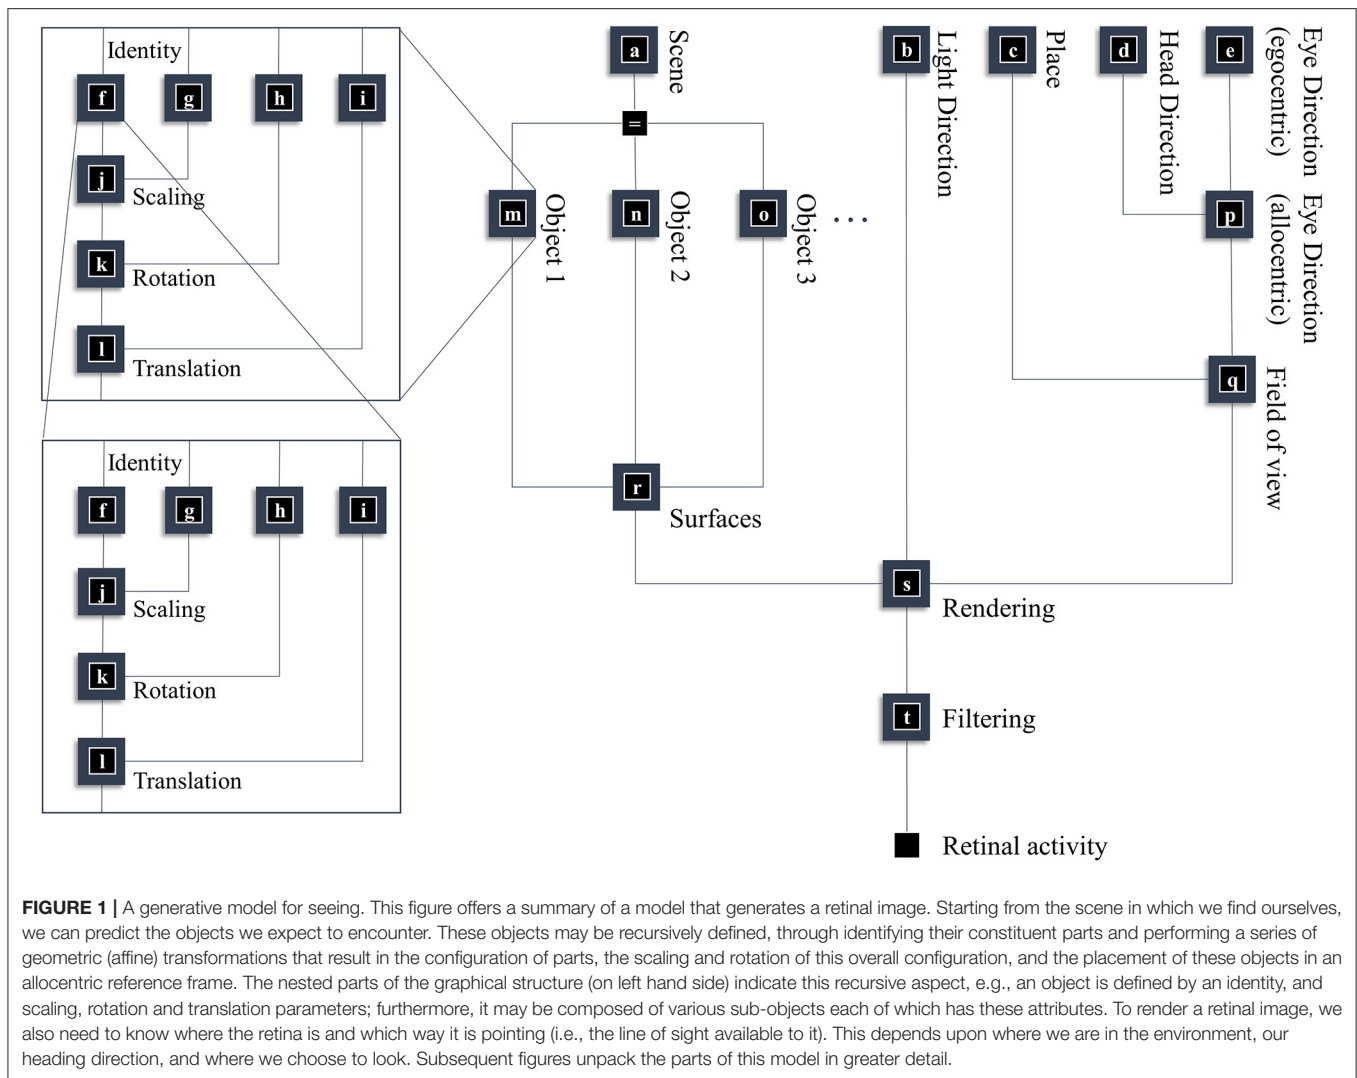 Identity
f
g
h
i
j
Scaling
k
Rotation
l
Translation
Identity
f
g
h
i
j
Scaling
k
Rotation
l
Translation
a
Scene
=
m
Object 1
n
Object 2
o
Object 3
...
r
Surfaces
b
Light Direction
c
Place
d
Head Direction
e
Eye Direction
(egocentric)
p
Eye Direction
(allocentric)
q
Field of view
s
Rendering
t
Filtering
Retinal activity
FIGURE 1 | A generative model for seeing. This figure offers a summary of a model that generates a retinal image. Starting from the scene in which we find ourselves,
we can predict the objects we expect to encounter. These objects may be recursively defined, through identifying their constituent parts and performing a series of
geometric (affine) transformations that result in the configuration of parts, the scaling and rotation of this overall configuration, and the placement of these objects in an
allocentric reference frame. The nested parts of the graphical structure (on left hand side) indicate this recursive aspect, e.g., an object is defined by an identity, and
scaling, rotation and translation parameters; furthermore, it may be composed of various sub-objects each of which has these attributes. To render a retinal image, we
also need to know where the retina is and which way it is pointing (i.e., the line of sight available to it). This depends upon where we are in the environment, our
heading direction, and where we choose to look. Subsequent figures unpack the parts of this model in greater detail.